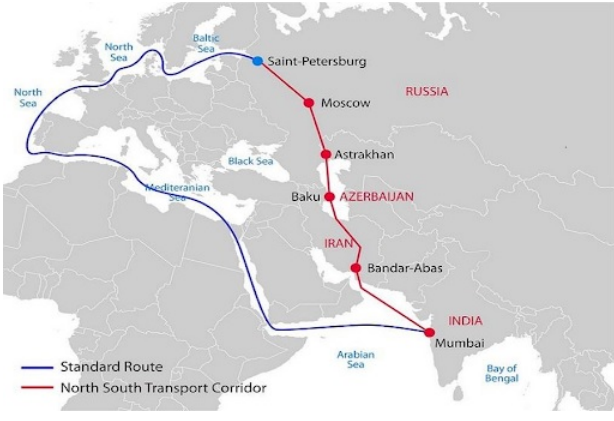 North
Sea
Baltic
Sea
Saint-Petersburg
North
Sea
Moscow
RUSSIA
Astrakhan
Black Sea
Mediteranian
Sea
Baku
AZERBAIJAN
IRAN
Bandar-Abas
INDIA
Mumbai
Arabian
Sea
Bay of
Bengal
Standard Route
North South Transport Corridor